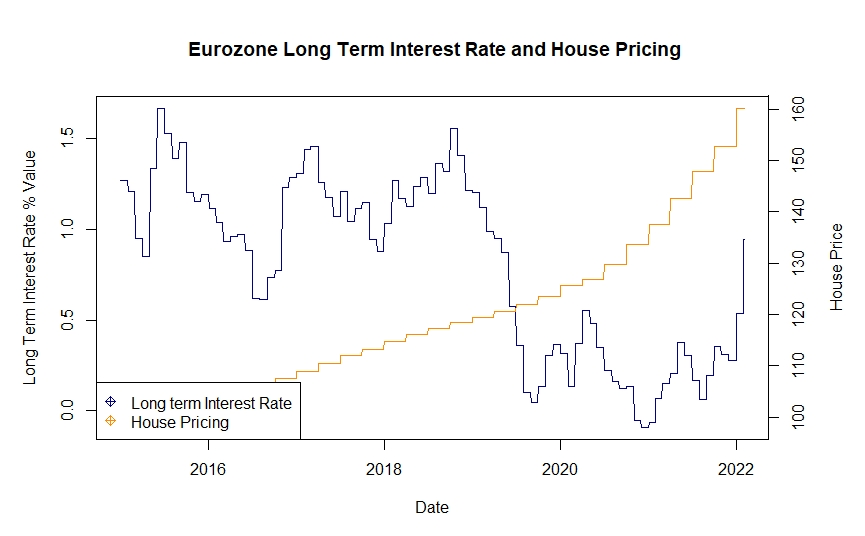 Eurozone Long Term Interest Rate and House Pricing
Long Term Interest Rate % Value
1.5
1.0
0.5
0.0
160
150
140
130
120
110
100
House Price
Long term Interest Rate
House Pricing
2016
2018
2020
2022
Date